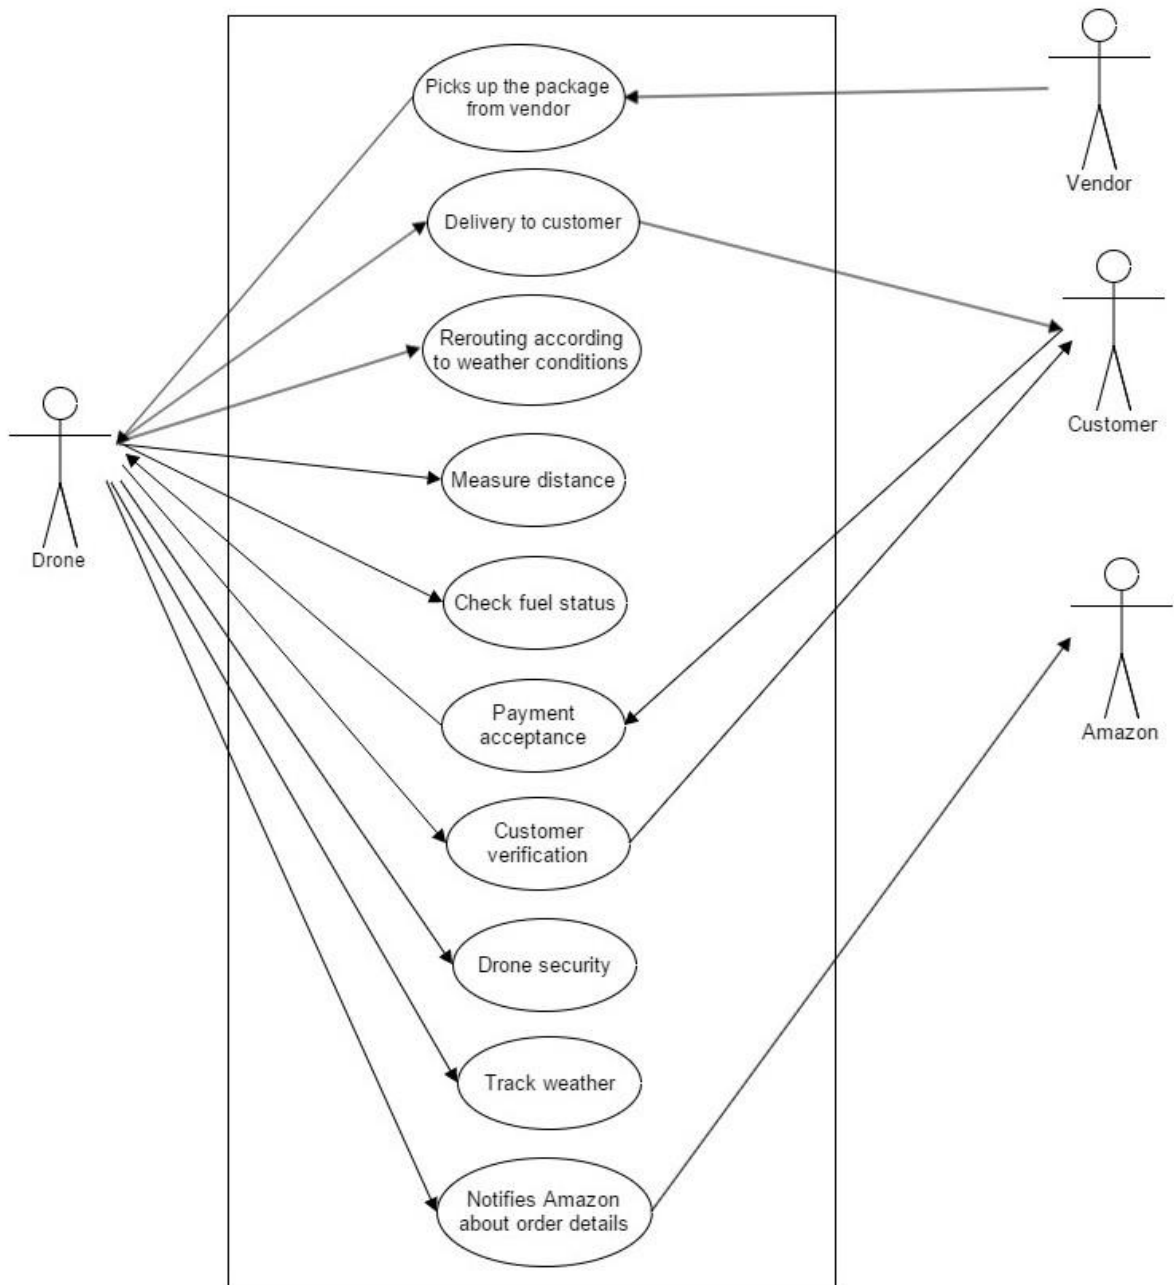 Picks up the package
from vendor
Vendor
Delivery to customer
Rerouting according
to weather conditions
Customer
Drone
Measure distance
Check fuel status
Payment
acceptance
Amazon
Customer
verification
Drone security
Track weather
Notifies Amazon
about order details